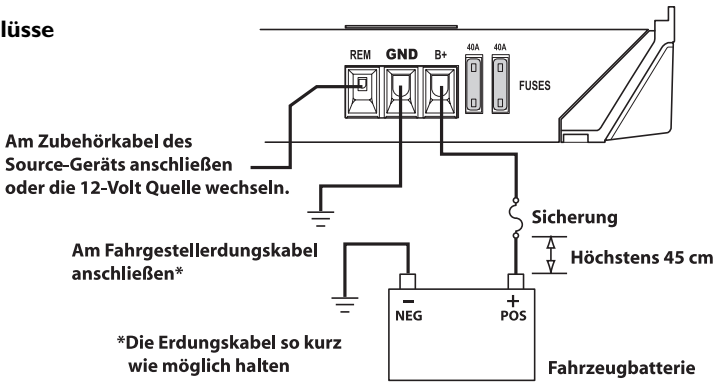 lüsse
REM GND B+ 40A 40A
FUSES
Am Zubehörkabel des
Source-Geräts anschließen
oder die 12-Volt Quelle wechseln.
Sicherung
Am Fahrgestellerdungskabel
anschließen*
Höchstens 45 cm
– +
NEG POS
*Die Erdungskabel so kurz
wie möglich halten
Fahrzeugbatterie